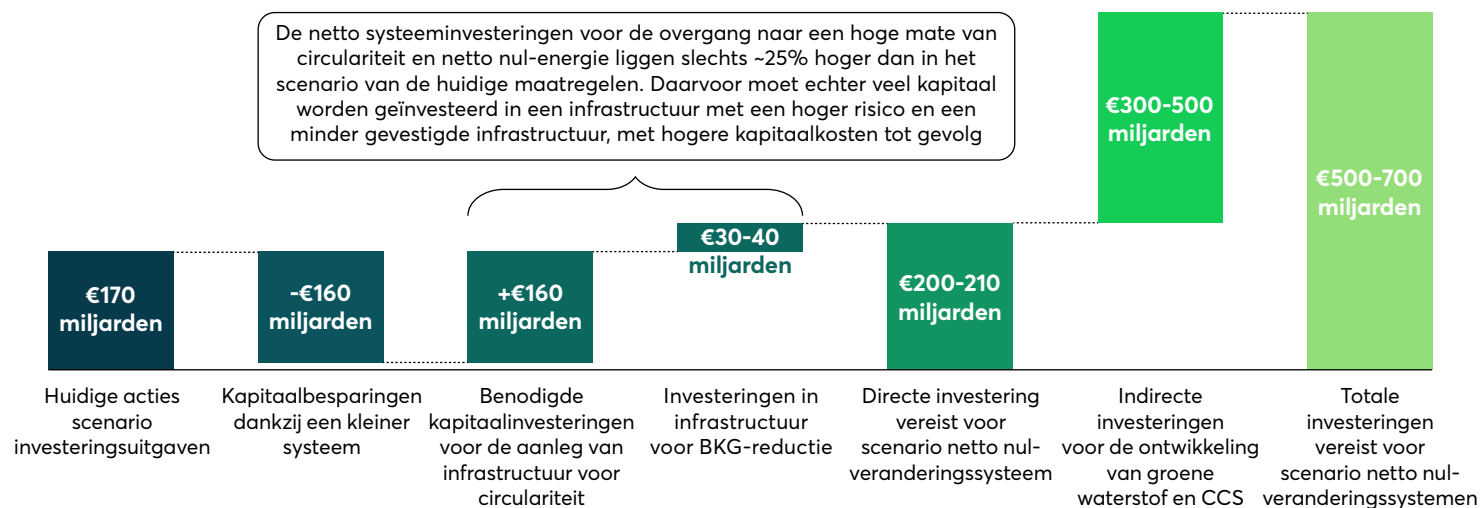 De netto systeeminvesteringen voor de overgang naar een hoge mate van
circulariteit en netto nul-energie liggen slechts ~25% hoger dan in het
scenario van de huidige maatregelen. Daarvoor moet echter veel kapitaal
worden geïnvesteerd in een infrastructuur met een hoger risico en een
minder gevestigde infrastructuur, met hogere kapitaalkosten tot gevolg
€170
miljarden
-€160
miljarden
+€160
miljarden
€30-40
miljarden
€200-210
miljarden
€300-500
miljarden
€500-700
miljarden
Huidige acties
scenario
investeringsuitgaven
Kapitaalbesparingen
dankzij een kleiner
systeem
Benodigde
kapitaalinvesteringen
voor de aanleg van
infrastructuur voor
circulariteit
Investeringen in
infrastructuur
voor BKG-reductie
Directe investering
vereist voor
scenario netto nul-
veranderingssysteem
Indirecte
investeringen
voor de ontwikkeling
van groene
waterstof en CCS
Totale
investeringen
vereist voor
scenario netto nul-
veranderingssystemen